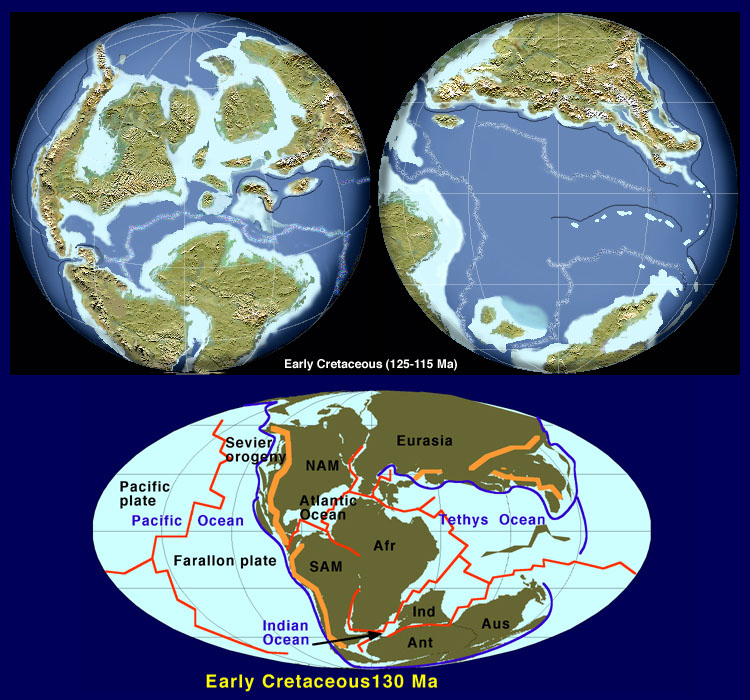 Early Cretaceous (125-115 Ma)
Sevier
orogeny
Eurasia
NAM
Pacific
plate
Atlantic
Ocean
Pacific Ocean
Tethys Ocean
Afr
Farallon plate
SAM
Ind
Indian
Ocean
Aus
Ant
Early Cretaceous130 Ma